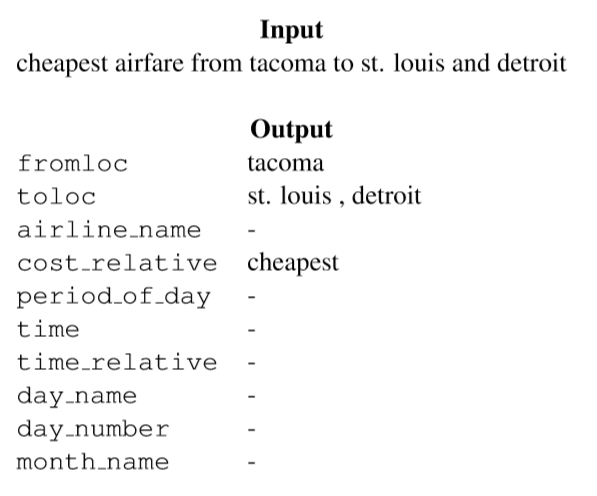 Input
cheapest airfare from tacoma to st. louis and detroit
Output
fromloc tacoma
toloc st. louis , detroit
airline_name -
cost_relative cheapest
period_of_day -
time -
time_relative -
day_name -
day_number -
month_name -